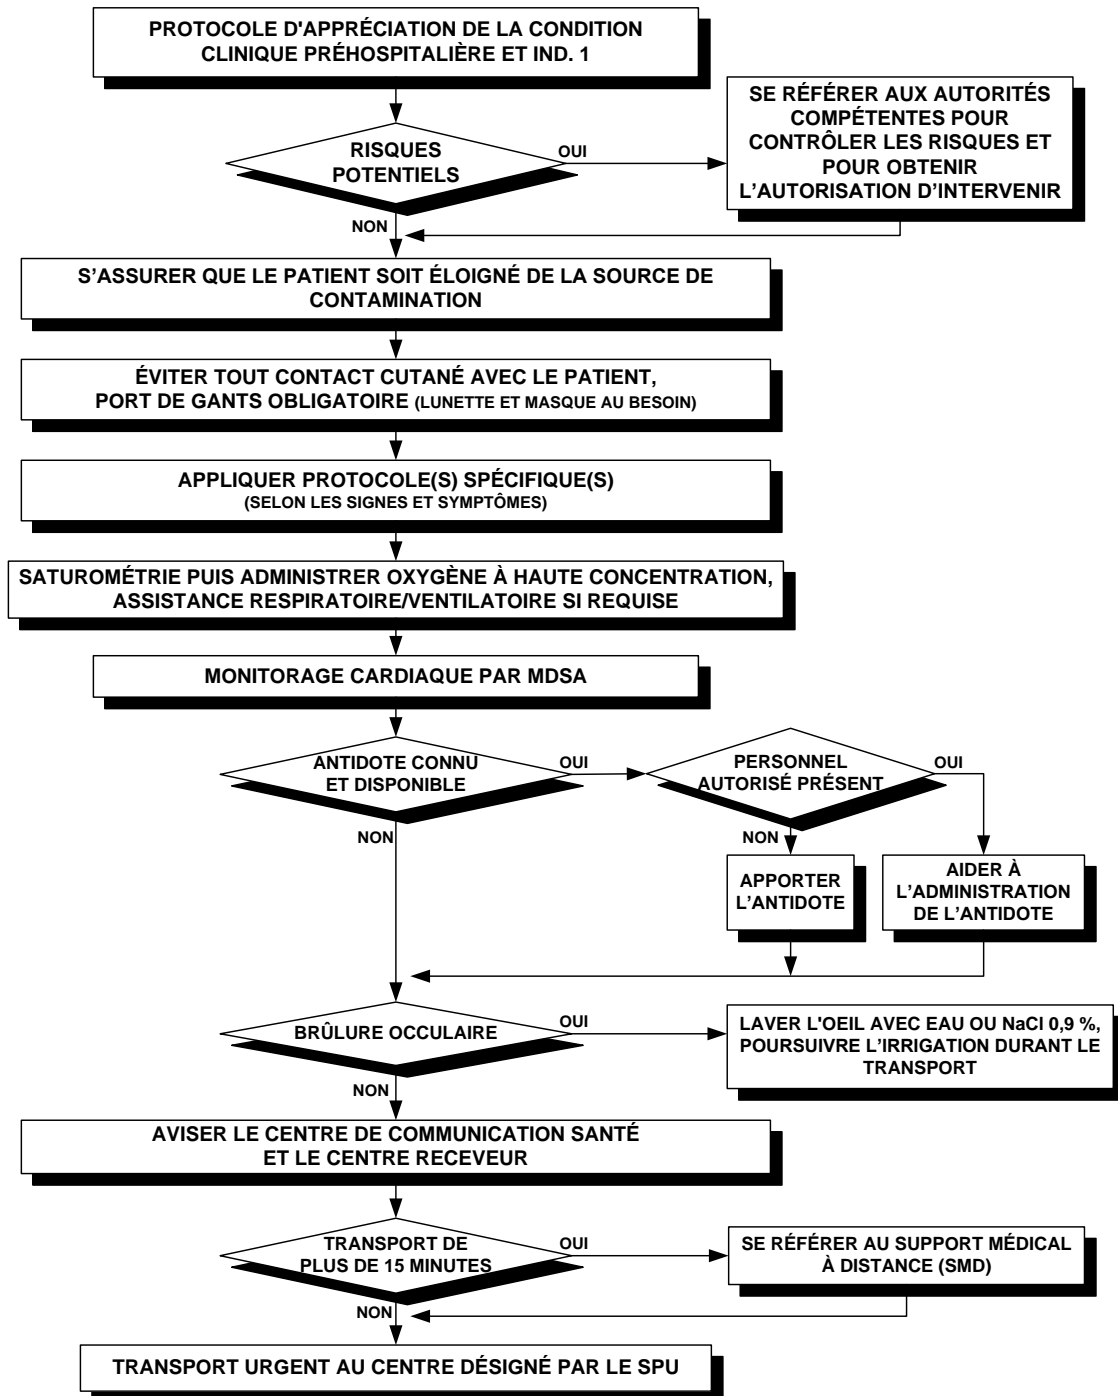 PROTOCOLE D'APPRÉCIATION DE LA CONDITION
CLINIQUE PRÉHOSPITALIÈRE ET IND. 1
RISQUES
POTENTIELS
OUI
SE RÉFÉRER AUX AUTORITÉS
COMPÉTENTES POUR
CONTRÔLER LES RISQUES ET
POUR OBTENIR
L'AUTORISATION D'INTERVENIR
NON
S'ASSURER QUE LE PATIENT SOIT ÉLOIGNÉ DE LA SOURCE DE
CONTAMINATION
ÉVITER TOUT CONTACT CUTANÉ AVEC LE PATIENT,
PORT DE GANTS OBLIGATOIRE (LUNETTE ET MASQUE AU BESOIN)
APPLIQUER PROTOCOLE(S) SPÉCIFIQUE(S)
(SELON LES SIGNES ET SYMPTÔMES)
SATUROMÉTRIE PUIS ADMINISTRER OXYGÈNE À HAUTE CONCENTRATION,
ASSISTANCE RESPIRATOIRE/VENTILATOIRE SI REQUISE
MONITORAGE CARDIAQUE PAR MDSA
ANTIDOTE CONNU
ET DISPONIBLE
OUI
PERSONNEL
AUTORISÉ PRÉSENT
OUI
NON
NON
APPORTER
L'ANTIDOTE
AIDER À
L'ADMINISTRATION
DE L'ANTIDOTE
BRÛLURE OCCULAIRE
OUI
LAVER L'OEIL AVEC EAU OU NaCl 0,9 %,
POURSUIVRE L'IRRIGATION DURANT LE
TRANSPORT
NON
AVISER LE CENTRE DE COMMUNICATION SANTÉ
ET LE CENTRE RECEVEUR
TRANSPORT DE
PLUS DE 15 MINUTES
OUI
SE RÉFÉRER AU SUPPORT MÉDICAL
À DISTANCE (SMD)
NON
TRANSPORT URGENT AU CENTRE DÉSIGNÉ PAR LE SPU